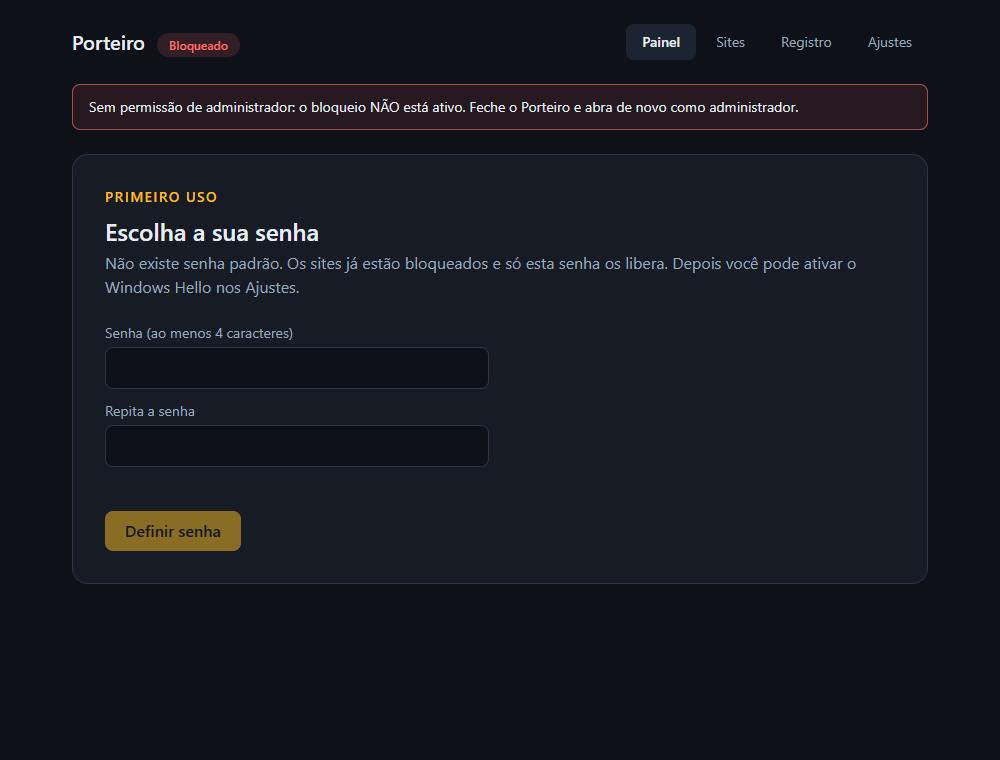 Porteiro
Bloqueado
Painel
Sites
Registro
Ajustes
Sem permissão de administrador: o bloqueio NÃO está ativo. Feche o Porteiro e abra de novo como administrador.
PRIMEIRO USO
Escolha a sua senha
Não existe senha padrão. Os sites já estão bloqueados e só esta senha os libera. Depois você pode ativar o
Windows Hello nos Ajustes.
Senha (ao menos 4 caracteres)
Repita a senha
Definir senha